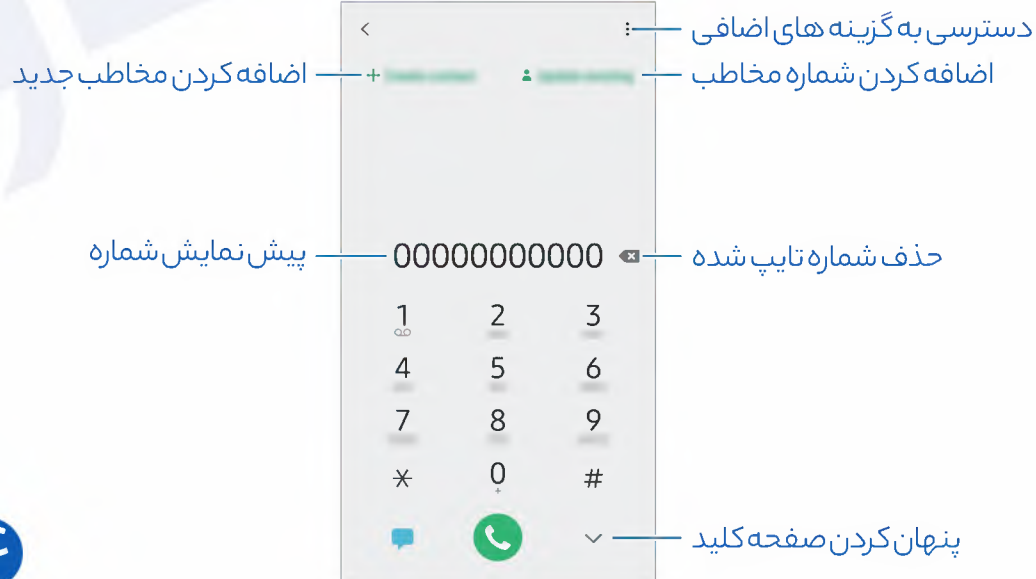 دسترسی به گزینه های اضافی
اضافه کردن شماره مخاطب
اضافه کردن مخاطب جدید
پیش نمایش شماره
00000000000
حذف شماره تایپ شده
1 2 3
4 5 6
7 8 9
* 0 #
+
پنهان کردن صفحه کلید